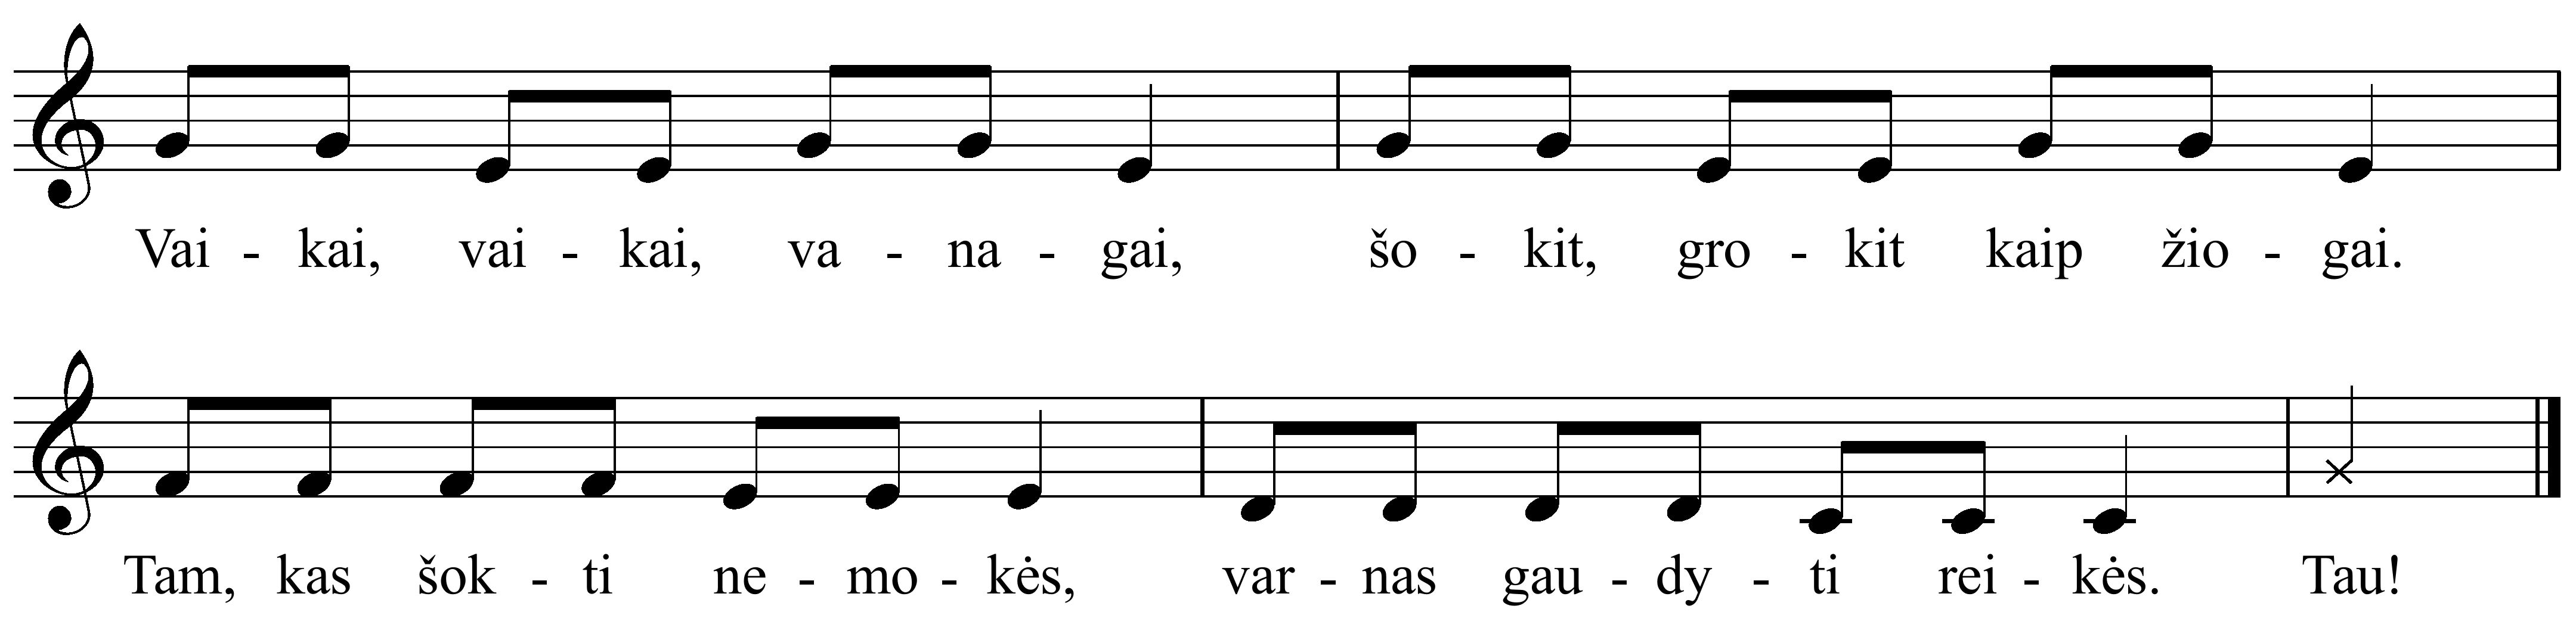 Vai - kai, vai - kai, va - na - gai, šo - kit, gro - kit kaip žio - gai.
Tam, kas šok - ti ne - mo - kės, var - nas gau - dy - ti rei - kės. Tau!